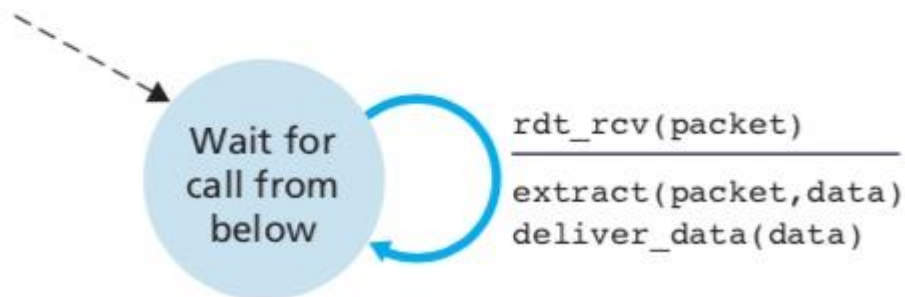 Wait for
call from
below
rdt_rcv(packet)
extract(packet,data)
deliver_data(data)